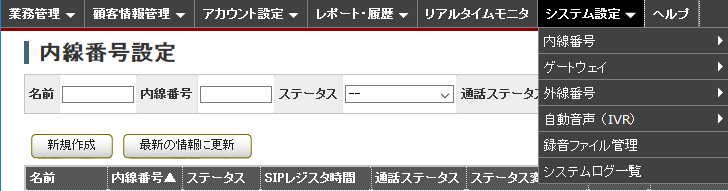 業務管理▼ 顧客情報管理▼ アカウント設定▼ レポート・履歴▼ リアルタイムモニタ システム設定▼ ヘルプ
内線番号設定
名前 内線番号 ステータス -- 通話ステータス
新規作成 最新の情報に更新
名前 内線番号▲ ステータス SIPレジスタ時間 通話ステータス ステータス
内線番号
ゲートウェイ
外線番号
自動音声（IVR）
録音ファイル管理
システムログ一覧